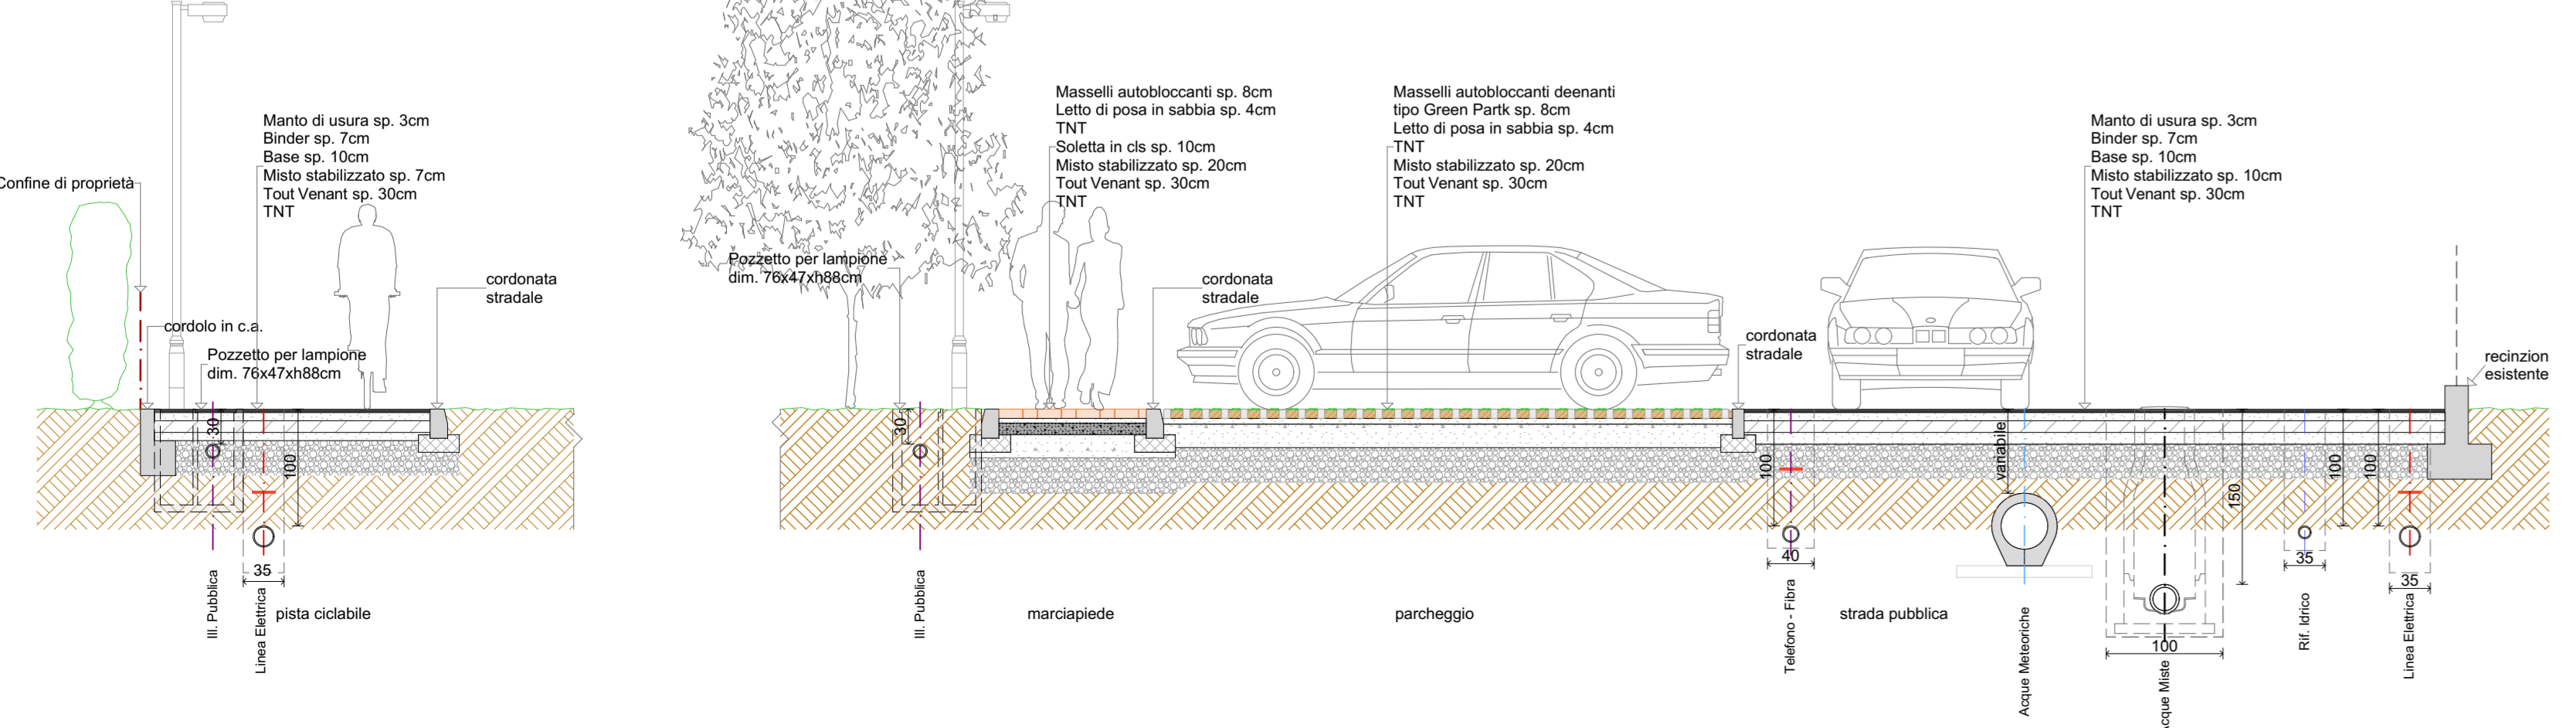 Confine di proprietà
Manto di usura sp. 3cm
Binder sp. 7cm
Base sp. 10cm
Misto stabilizzato sp. 7cm
Tout Venant sp. 30cm
TNT
cordonata
stradale
cordolo in c.a.
Pozzetto per lampione
dim. 76x47xh88cm
30
100
35
Ill. Pubblica
Linea Elettrica
pista ciclabile
Masselli autobloccanti sp. 8cm
Letto di posa in sabbia sp. 4cm
TNT
Soletta in cls sp. 10cm
Misto stabilizzato sp. 20cm
Tout Venant sp. 30cm
TNT
Pozzetto per lampione
dim. 76x47xh88cm
cordonata
stradale
30
Ill. Pubblica
marciapiede
Masselli autobloccanti deenanti
tipo Green Partk sp. 8cm
Letto di posa in sabbia sp. 4cm
TNT
Misto stabilizzato sp. 20cm
Tout Venant sp. 30cm
TNT
parcheggio
cordonata
stradale
100
40
Telefono - Fibra
Manto di usura sp. 3cm
Binder sp. 7cm
Base sp. 10cm
Misto stabilizzato sp. 10cm
Tout Venant sp. 30cm
TNT
strada pubblica
variabile
Acque Meteoriche
150
100
Acque Miste
100
35
Rif. Idrico
100
35
Linea Elettrica
recinzion
esistente